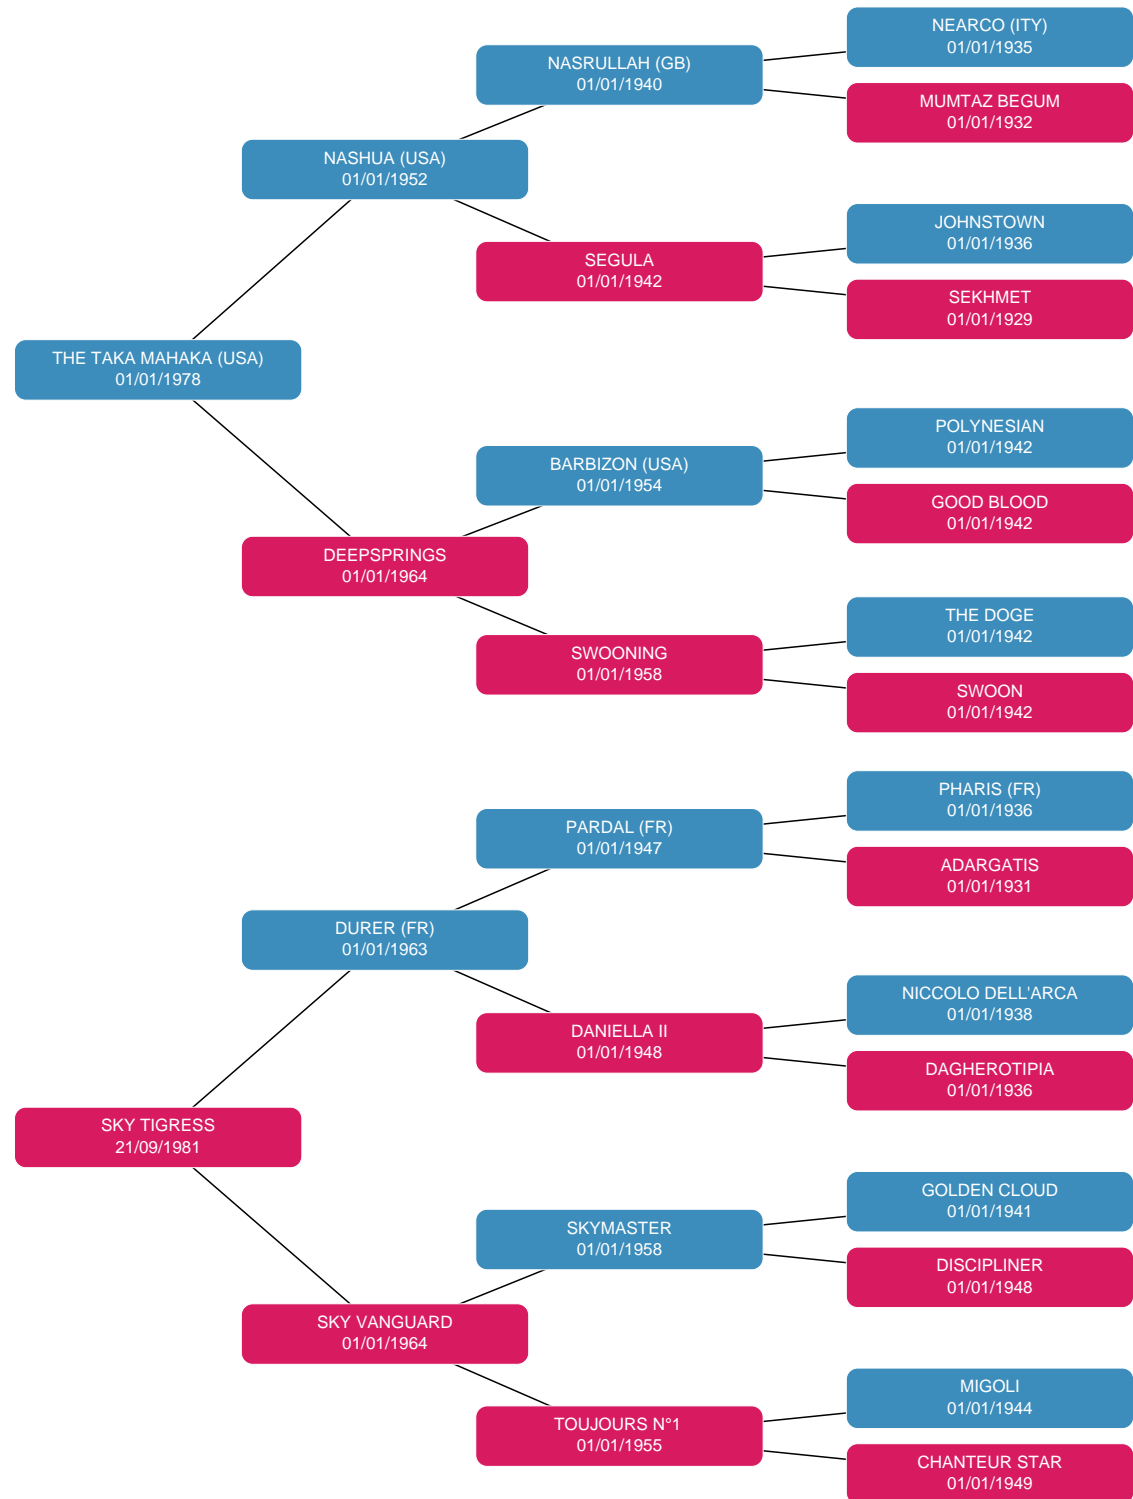 NEARCO (ITY)
01/01/1935
NASRULLAH (GB)
01/01/1940
MUMTAZ BEGUM
01/01/1932
NASHUA (USA)
01/01/1952
JOHNSTOWN
01/01/1936
SEGULA
01/01/1942
SEKHMET
01/01/1929
THE TAKA MAHAKA (USA)
01/01/1978
POLYNESIAN
01/01/1942
BARBIZON (USA)
01/01/1954
GOOD BLOOD
01/01/1942
DEEPSPRINGS
01/01/1964
THE DOGE
01/01/1942
SWOONING
01/01/1958
SWOON
01/01/1942
PHARIS (FR)
01/01/1936
PARDAL (FR)
01/01/1947
ADARGATIS
01/01/1931
DURER (FR)
01/01/1963
NICCOLO DELL'ARCA
01/01/1938
DANIELLA II
01/01/1948
DAGHEROTIPIA
01/01/1936
SKY TIGRESS
21/09/1981
GOLDEN CLOUD
01/01/1941
SKYMASTER
01/01/1958
DISCIPLINER
01/01/1948
SKY VANGUARD
01/01/1964
MIGOLI
01/01/1944
TOUJOURS N°1
01/01/1955
CHANTEUR STAR
01/01/1949